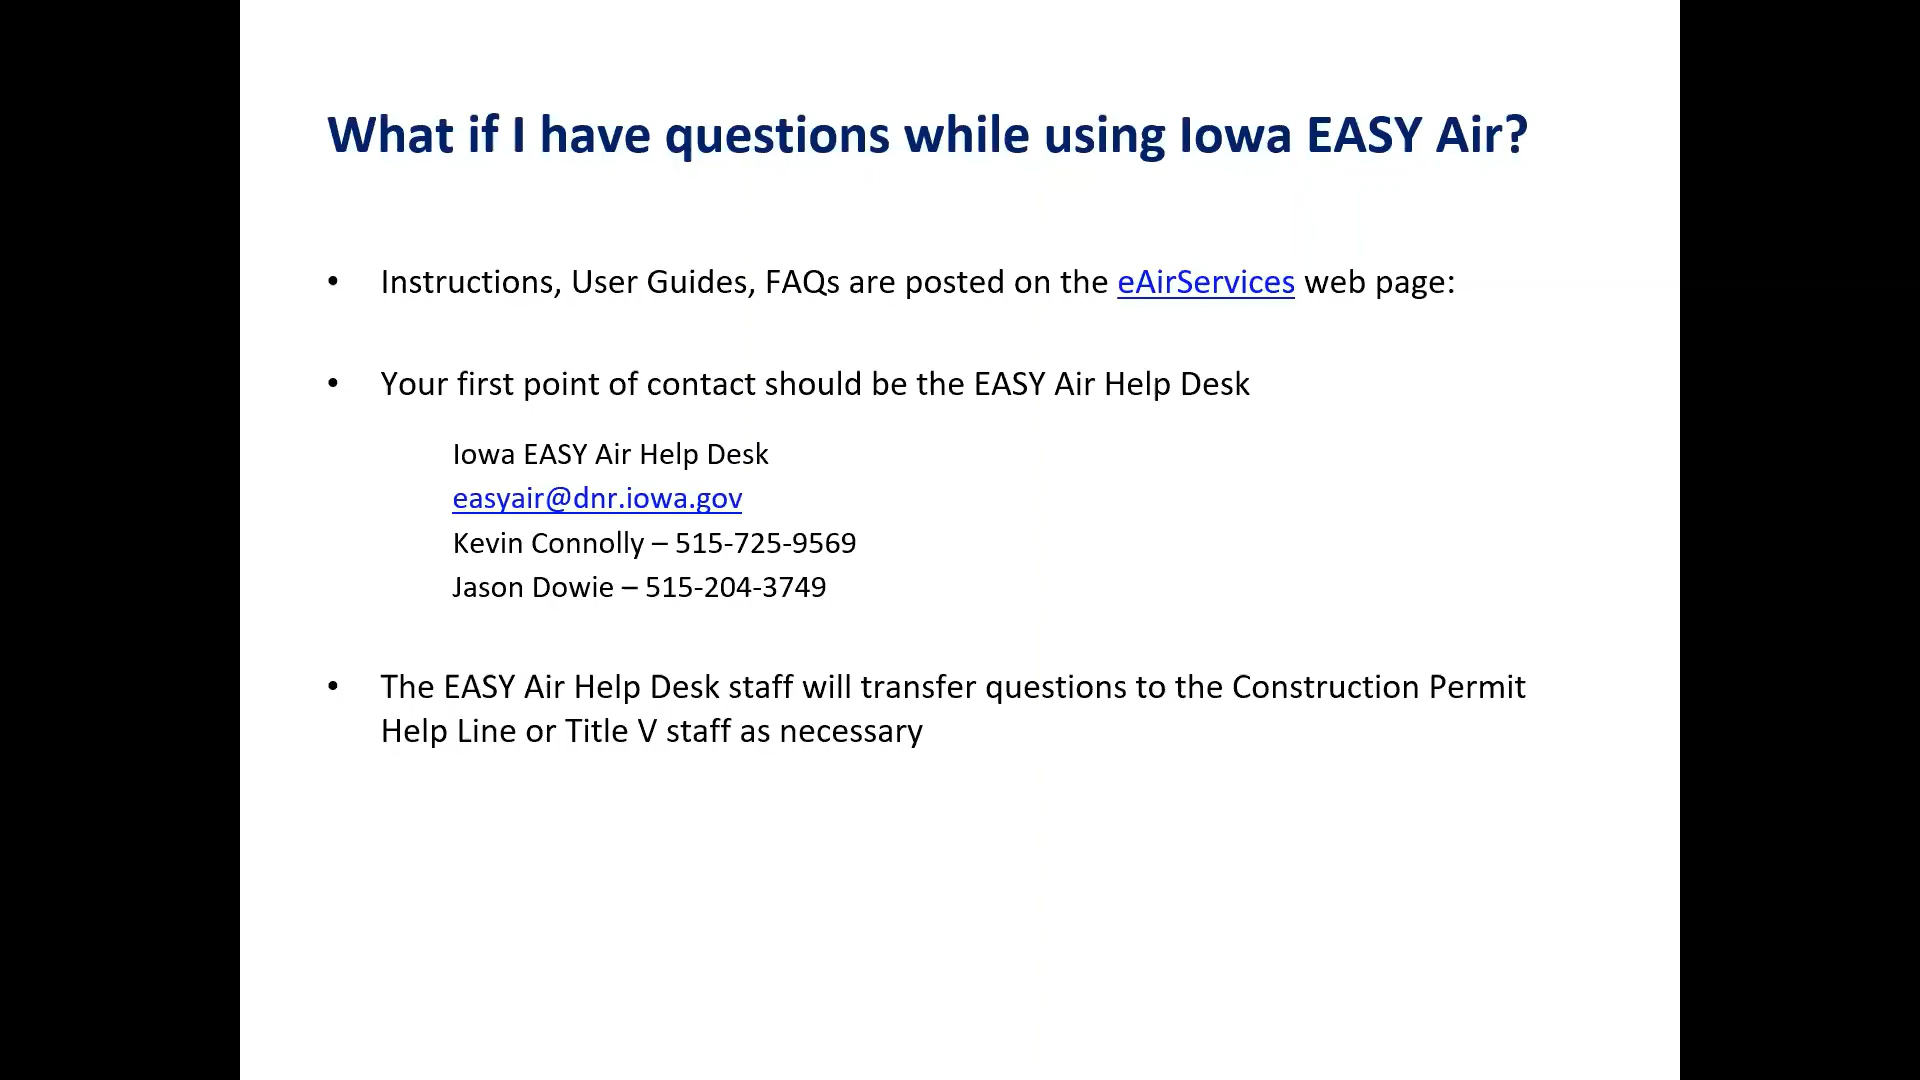 What if I have questions while using Iowa EASY Air?
• Instructions, User Guides, FAQs are posted on the eAirServices web page:
• Your first point of contact should be the EASY Air Help Desk
Iowa EASY Air Help Desk
easyair@dnr.iowa.gov
Kevin Connolly – 515-725-9569
Jason Dowie – 515-204-3749
• The EASY Air Help Desk staff will transfer questions to the Construction Permit
Help Line or Title V staff as necessary